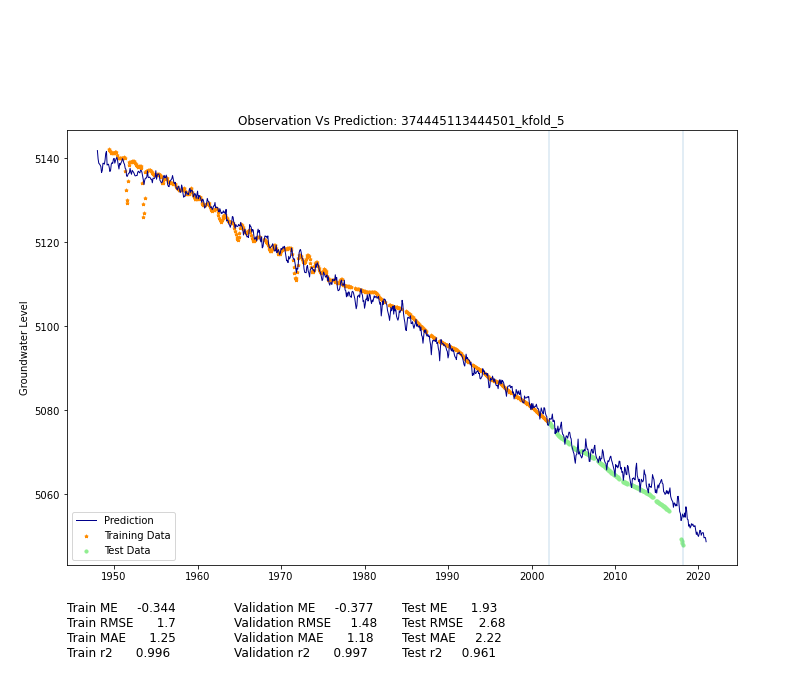 Observation Vs Prediction: 374445113444501_kfold_5
5140
5120
5100
5080
5060
Groundwater Level
Prediction
Training Data
Test Data
1950 1960 1970 1980 1990 2000 2010 2020
Train ME -0.344 Validation ME -0.377 Test ME 1.93
Train RMSE 1.7 Validation RMSE 1.48 Test RMSE 2.68
Train MAE 1.25 Validation MAE 1.18 Test MAE 2.22
Train r2 0.996 Validation r2 0.997 Test r2 0.961